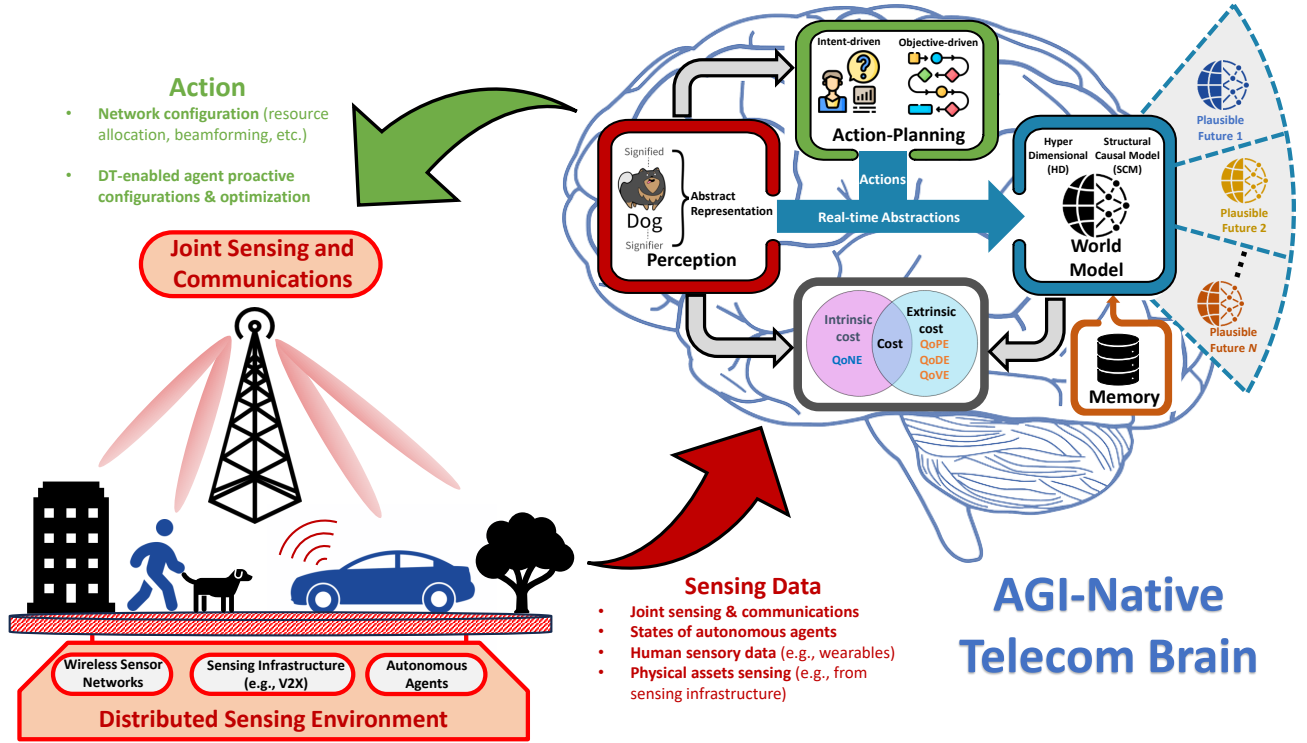 Action
• Network configuration (resource
allocation, beamforming, etc.)
• DT-enabled agent proactive
configurations & optimization
Joint Sensing and
Communications
Wireless Sensor
Networks
Sensing Infrastructure
(e.g., V2X)
Autonomous
Agents
Distributed Sensing Environment
Sensing Data
• Joint sensing & communications
• States of autonomous agents
• Human sensory data (e.g., wearables)
• Physical assets sensing (e.g., from
sensing infrastructure)
Signified
Dog
Signifier
Abstract
Representation
Perception
Intent-driven
Objective-driven
Action-Planning
Actions
Real-time Abstractions
Hyper
Dimensional
(HD)
Structural
Causal Model
(SCM)
World
Model
Plausible
Future 1
Plausible
Future 2
Plausible
Future N
Intrinsic
cost
QoNE
Cost
Extrinsic
cost
QoPE
QoDE
QoVE
Memory
AGI-Native
Telecom Brain